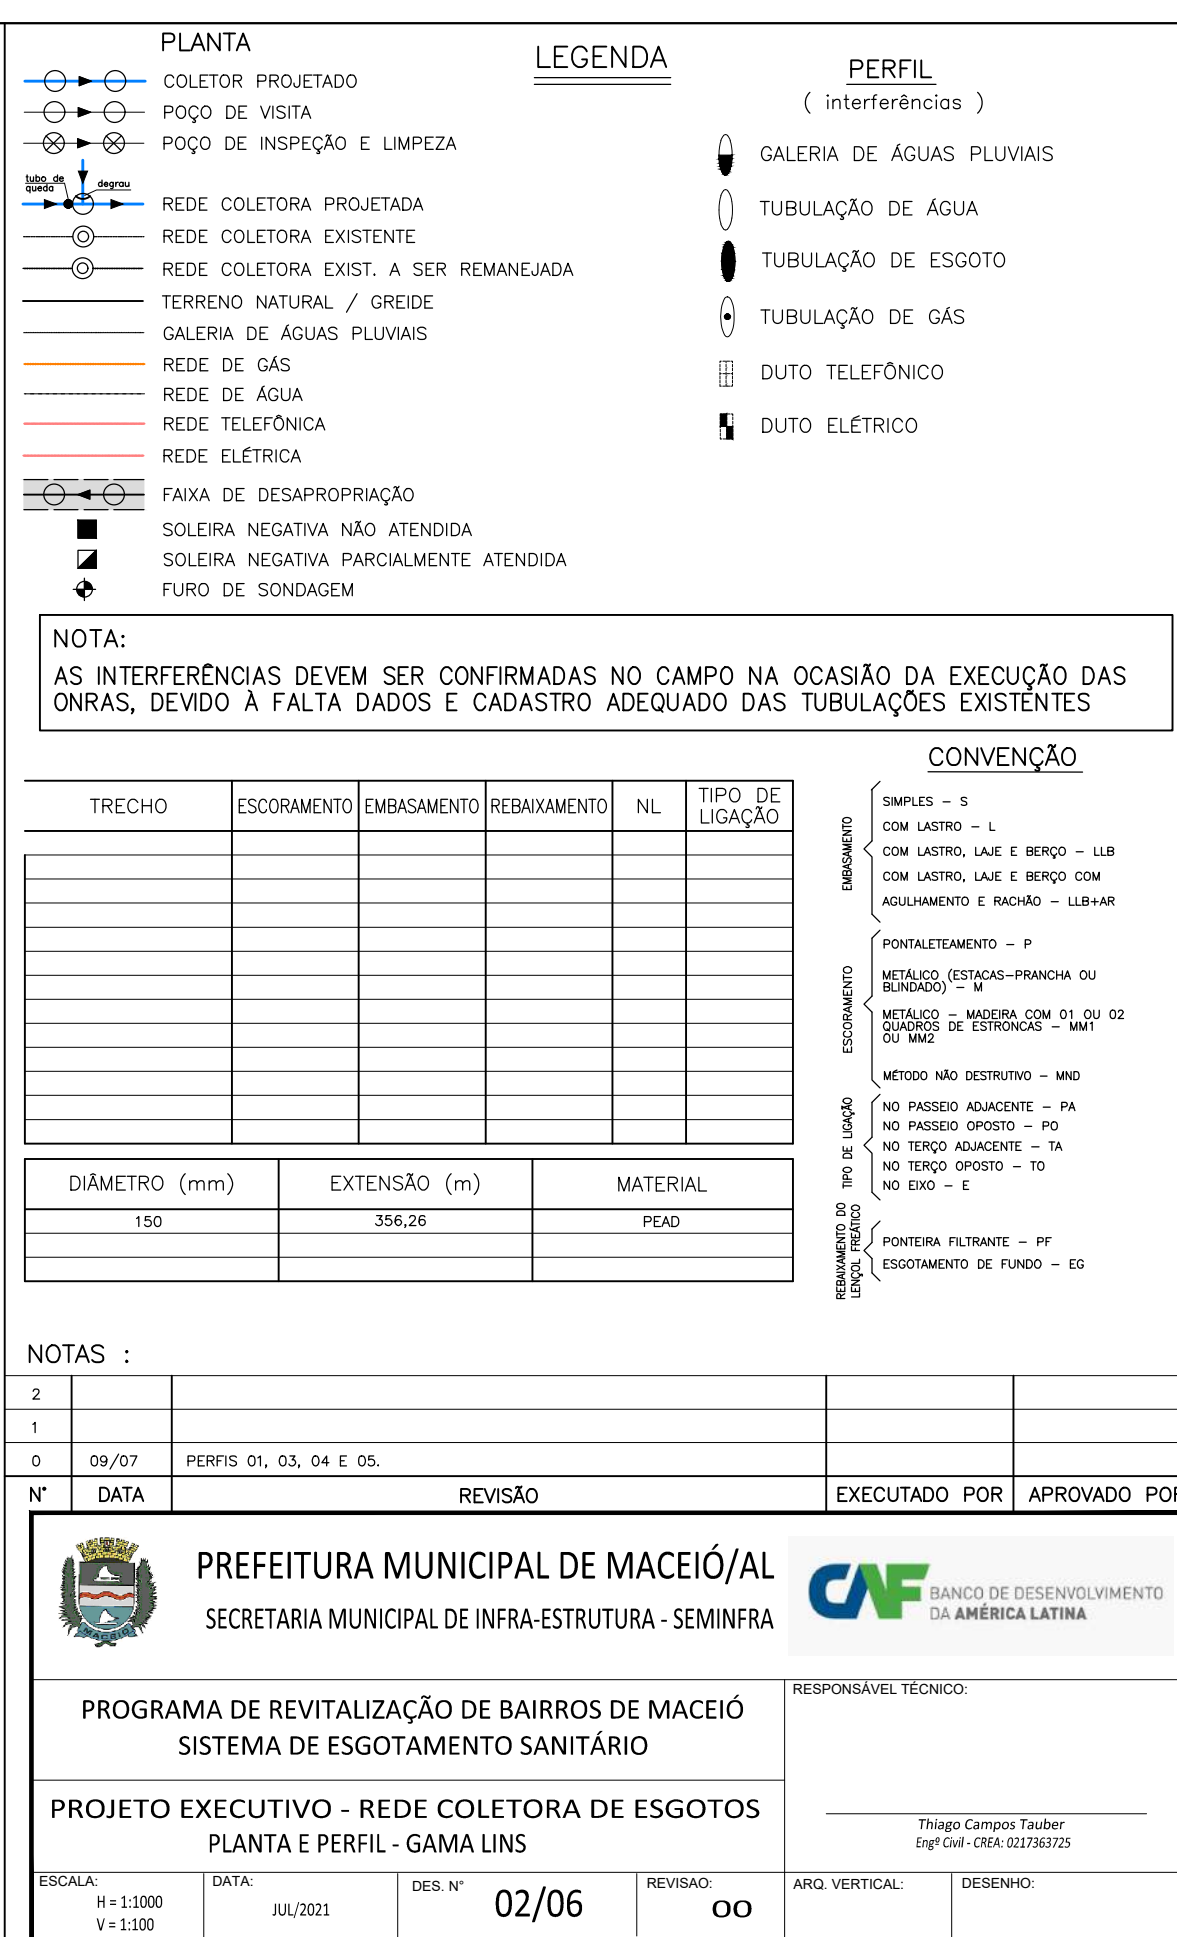 PLANTA
LEGENDA
COLETOR PROJETADO
POÇO DE VISITA
POÇO DE INSPEÇÃO E LIMPEZA
tubo de
queda
degrau
REDE COLETORA PROJETADA
REDE COLETORA EXISTENTE
REDE COLETORA EXIST. A SER REMANEJADA
TERRENO NATURAL / GREIDE
GALERIA DE ÁGUAS PLUVIAIS
REDE DE GÁS
REDE DE ÁGUA
REDE TELEFÔNICA
REDE ELÉTRICA
FAIXA DE DESAPROPRIAÇÃO
SOLEIRA NEGATIVA NÃO ATENDIDA
SOLEIRA NEGATIVA PARCIALMENTE ATENDIDA
FURO DE SONDAGEM
PERFIL
( interferências )
GALERIA DE ÁGUAS PLUVIAIS
TUBULAÇÃO DE ÁGUA
TUBULAÇÃO DE ESGOTO
TUBULAÇÃO DE GÁS
DUTO TELEFÔNICO
DUTO ELÉTRICO
NOTA:
AS INTERFERÊNCIAS DEVEM SER CONFIRMADAS NO CAMPO NA OCASIÃO DA EXECUÇÃO DAS
ONRAS, DEVIDO À FALTA DADOS E CADASTRO ADEQUADO DAS TUBULAÇÕES EXISTENTES
TRECHO ESCORAMENTO EMBASAMENTO REBAIXAMENTO NL TIPO DE
LIGAÇÃO
DIÂMETRO (mm) EXTENSÃO (m) MATERIAL
150 356,26 PEAD
CONVENÇÃO
EMBASAMENTO
SIMPLES – S
COM LASTRO – L
COM LASTRO, LAJE E BERÇO – LLB
COM LASTRO, LAJE E BERÇO COM
AGULHAMENTO E RACHÃO – LLB+AR
ESCORAMENTO
PONTALETEAMENTO – P
METÁLICO (ESTACAS–PRANCHA OU
BLINDADO) – M
METÁLICO – MADEIRA COM 01 OU 02
QUADROS DE ESTRONCAS – MM1
OU MM2
MÉTODO NÃO DESTRUTIVO – MND
TIPO DE LIGAÇÃO
NO PASSEIO ADJACENTE – PA
NO PASSEIO OPOSTO – PO
NO TERÇO ADJACENTE – TA
NO TERÇO OPOSTO – TO
NO EIXO – E
REBAIXAMENTO DO
LENÇOL FREÁTICO
PONTEIRA FILTRANTE – PF
ESGOTAMENTO DE FUNDO – EG
NOTAS :
2
1
0 09/07 PERFIS 01, 03, 04 E 05.
N° DATA REVISÃO EXECUTADO POR APROVADO POR
MACEIÓ
PREFEITURA MUNICIPAL DE MACEIÓ/AL
SECRETARIA MUNICIPAL DE INFRA-ESTRUTURA - SEMINFRA
CAF BANCO DE DESENVOLVIMENTO
DA AMÉRICA LATINA
PROGRAMA DE REVITALIZAÇÃO DE BAIRROS DE MACEIÓ
SISTEMA DE ESGOTAMENTO SANITÁRIO
RESPONSÁVEL TÉCNICO:
PROJETO EXECUTIVO - REDE COLETORA DE ESGOTOS
PLANTA E PERFIL - GAMA LINS
Thiago Campos Tauber
Engº Civil - CREA: 0217363725
ESCALA:
H = 1:1000
V = 1:100
DATA:
JUL/2021
DES. N°
02/06
REVISAO:
00
ARQ. VERTICAL:
DESENHO: